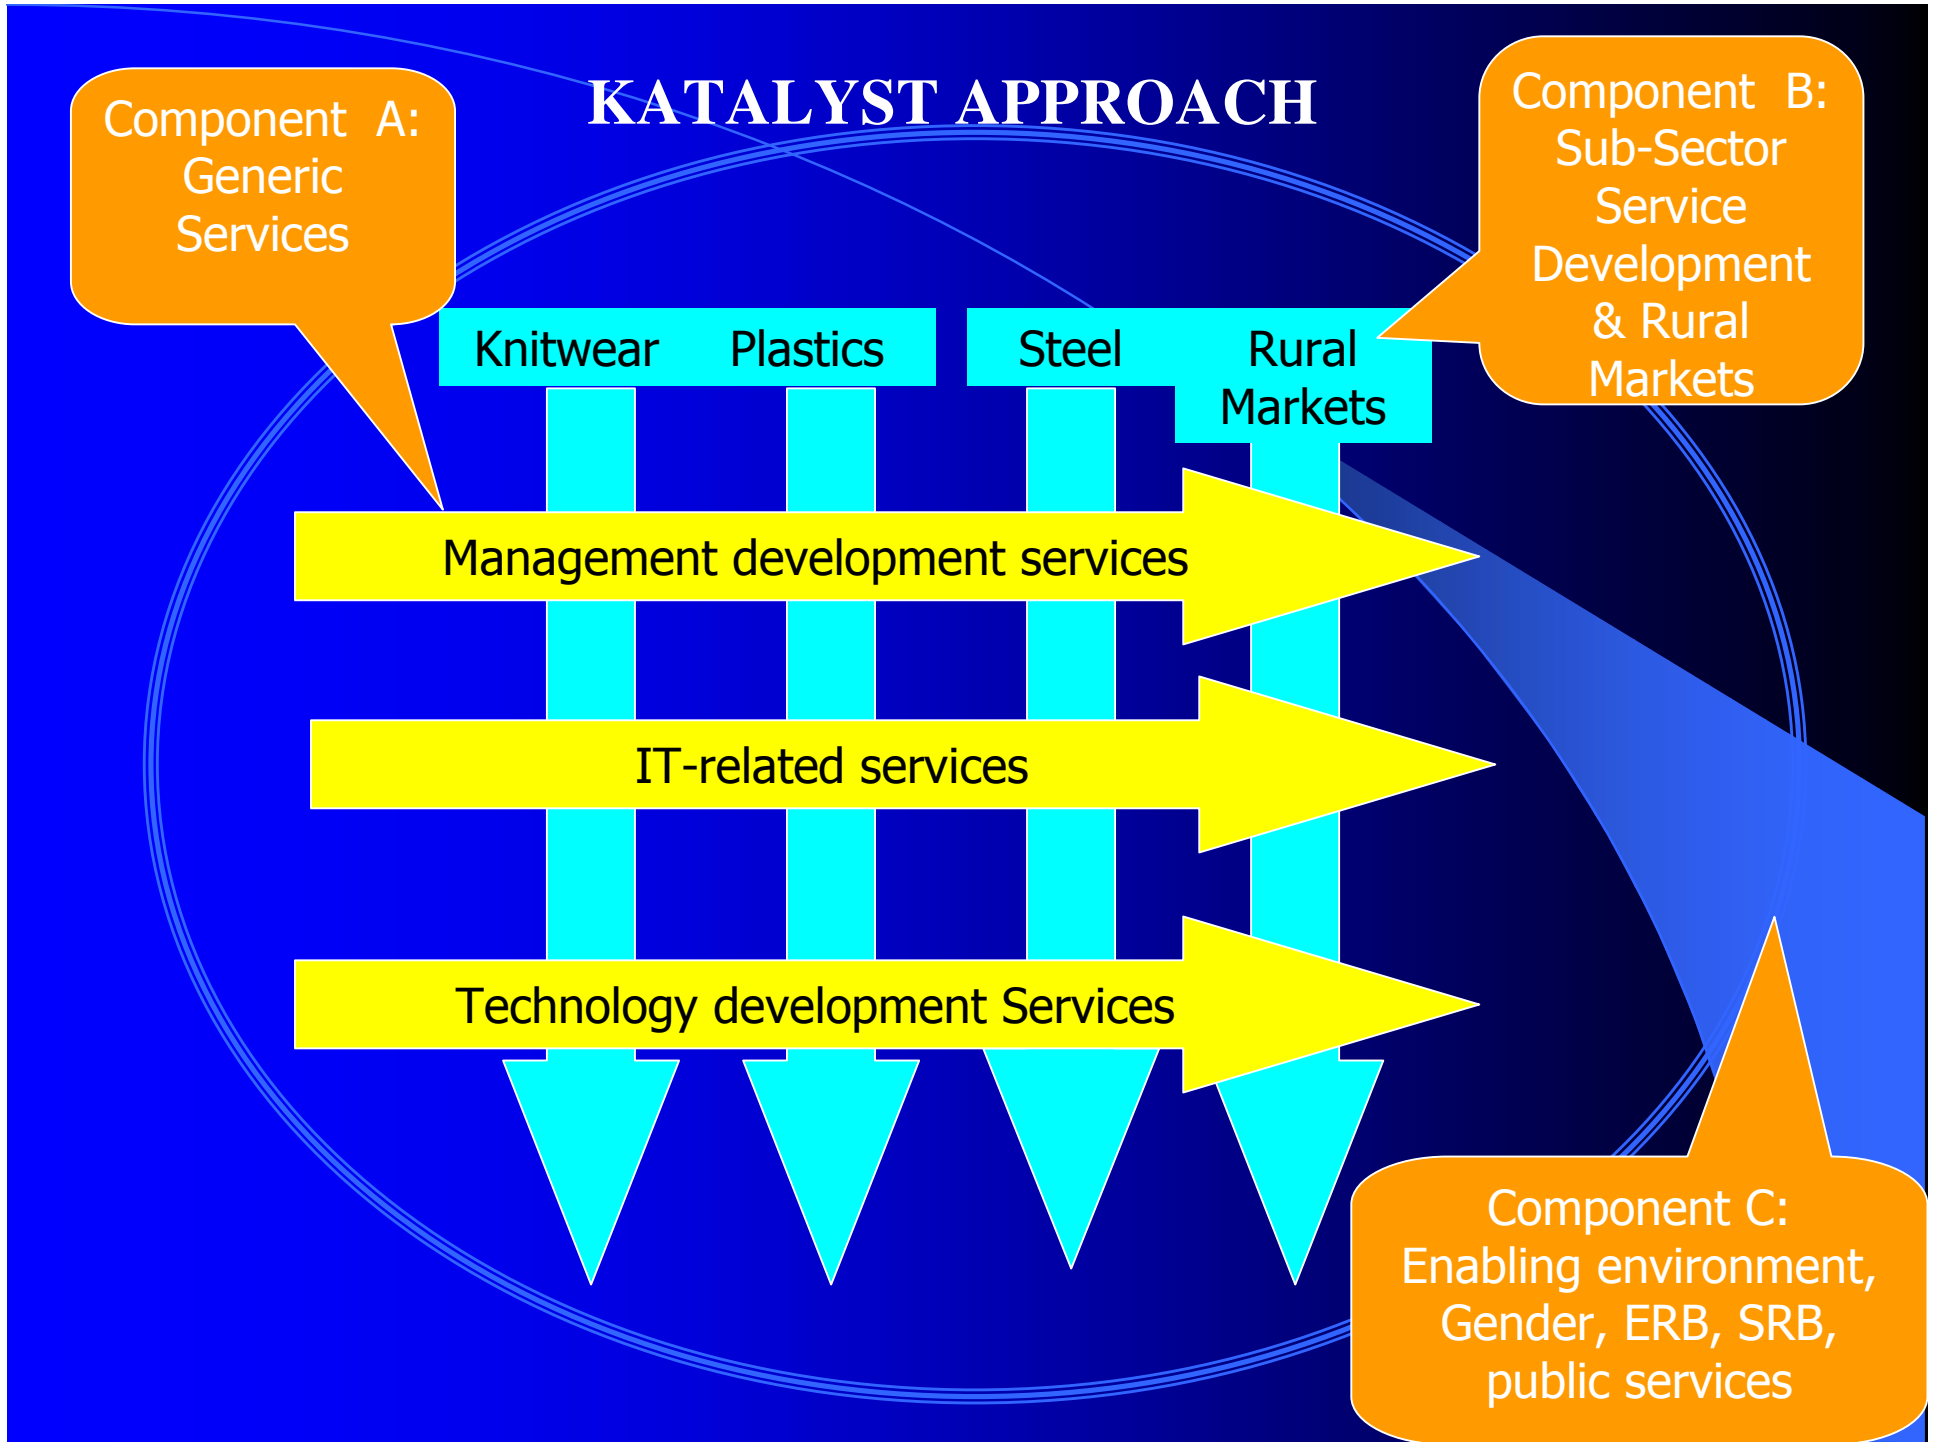 KATALYST APPROACH
Component A:
Generic
Services
Component B:
Sub-Sector
Service
Development
& Rural
Markets
Knitwear
Plastics
Steel
Rural
Markets
Management development services
IT-related services
Technology development Services
Component C:
Enabling environment,
Gender, ERB, SRB,
public services